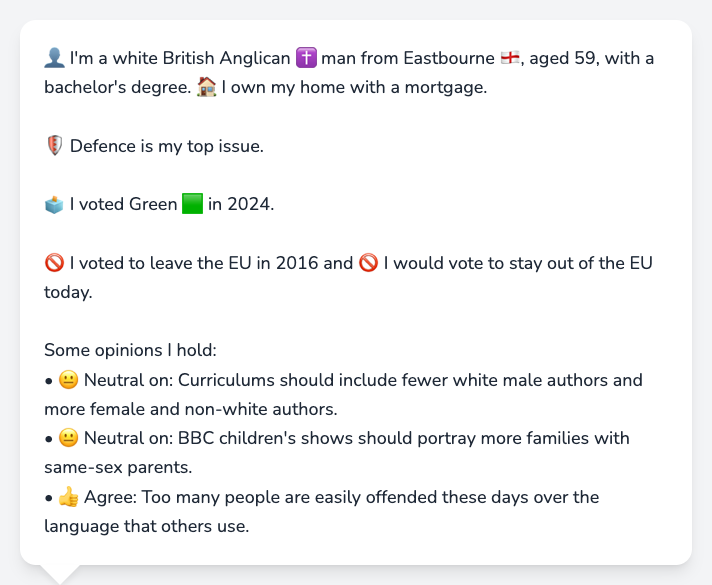 👤 I'm a white British Anglican ✝️ man from Eastbourne 🏴󠁧󠁢󠁥󠁮󠁧󠁿, aged 59, with a
bachelor's degree. 🏠 I own my home with a mortgage.
🛡️ Defence is my top issue.
🗳️ I voted Green 🟩 in 2024.
🚫 I voted to leave the EU in 2016 and 🚫 I would vote to stay out of the EU
today.
Some opinions I hold:
• 😐 Neutral on: Curriculums should include fewer white male authors and
more female and non-white authors.
• 😐 Neutral on: BBC children's shows should portray more families with
same-sex parents.
• 👍 Agree: Too many people are easily offended these days over the
language that others use.